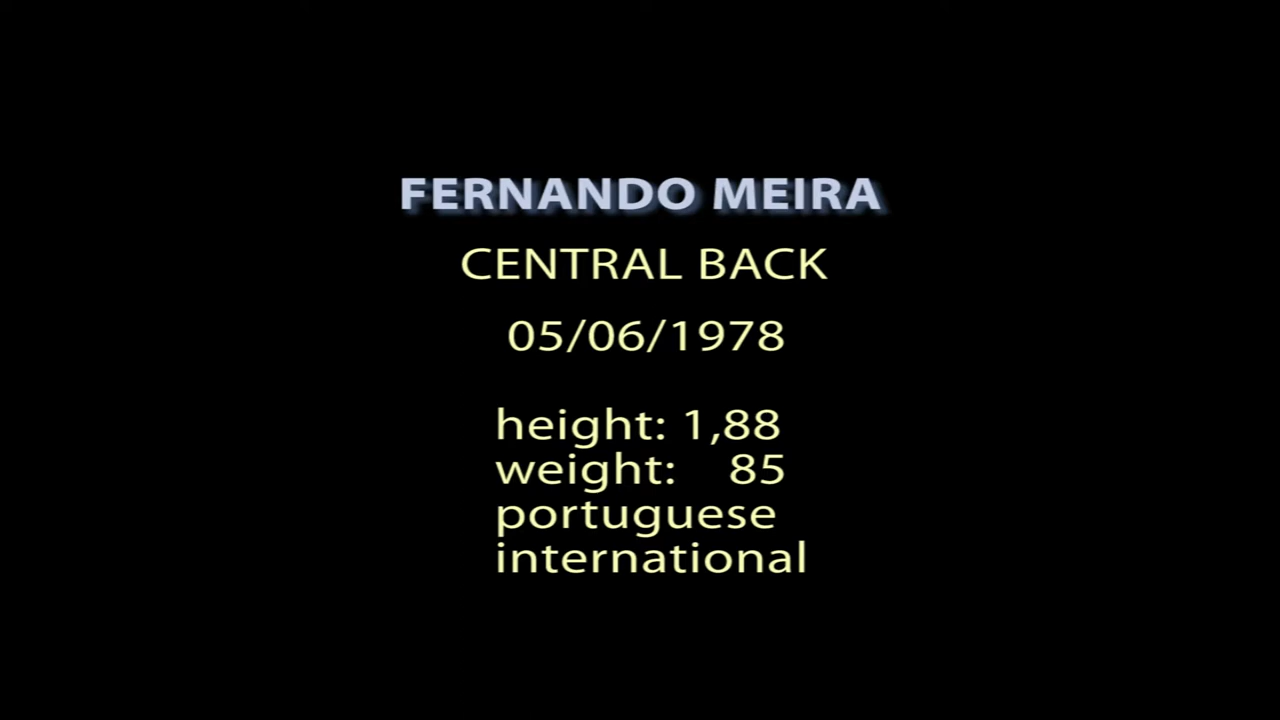 FERNANDO MEIRA
CENTRAL BACK
05/06/1978
height: 1,88
weight: 85
portuguese
international